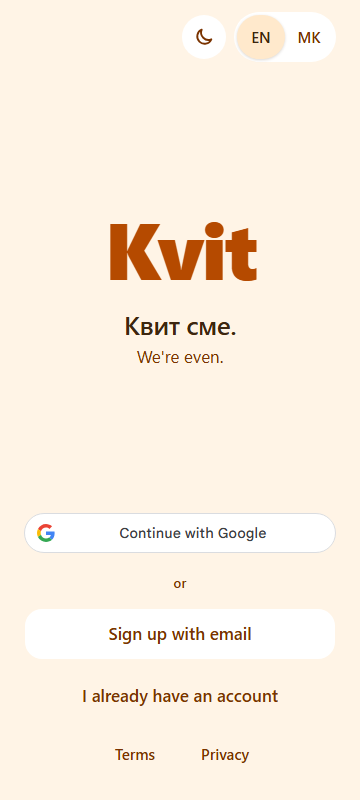 EN MK
Kvit
Квит сме.
We're even.
Continue with Google
or
Sign up with email
I already have an account
Terms Privacy